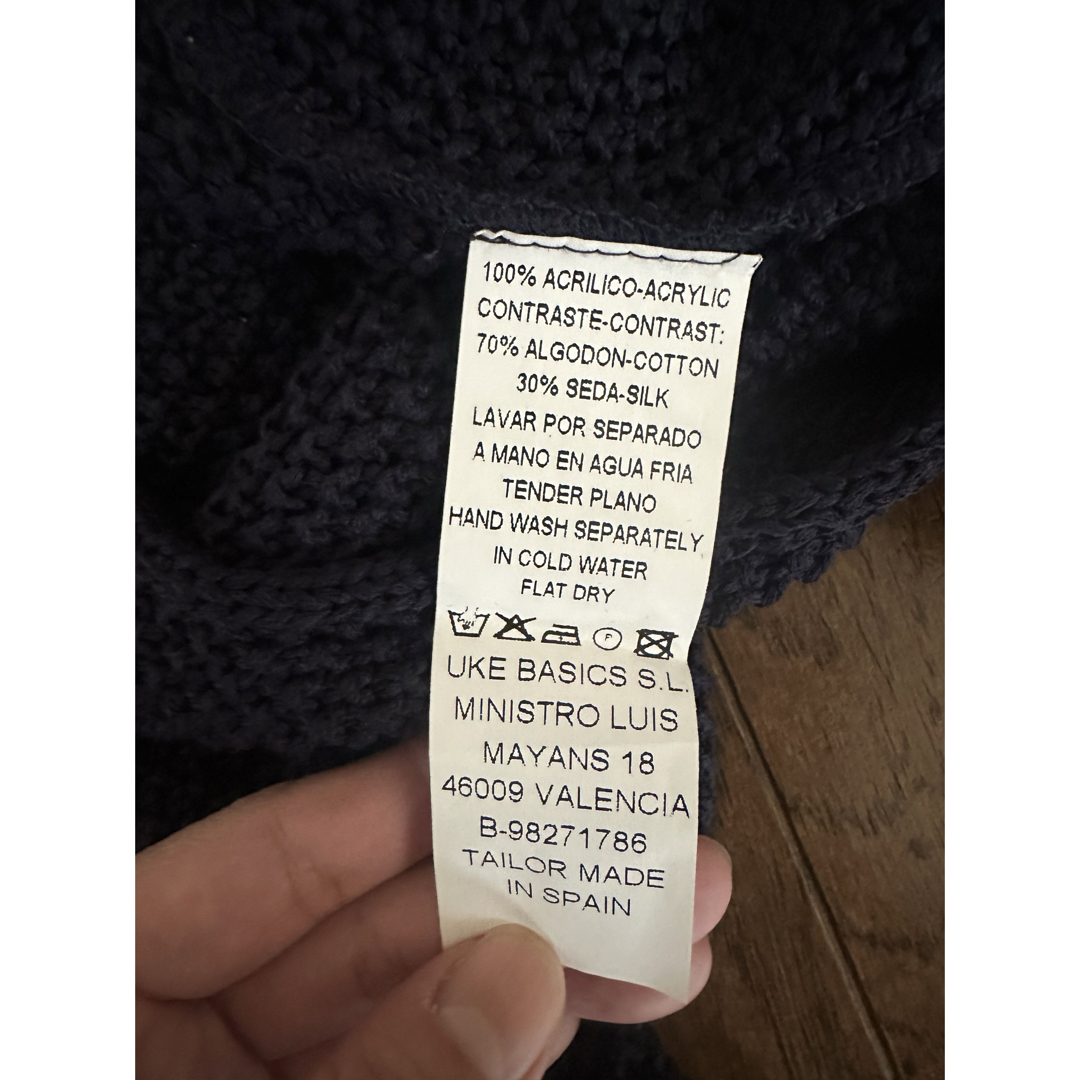 100% ACRILICO-ACRYLIC
CONTRASTE-CONTRAST:
70% ALGODON-COTTON
30% SEDA-SILK
LAVAR POR SEPARADO
A MANO EN AGUA FRIA
TENDER PLANO
HAND WASH SEPARATELY
IN COLD WATER
FLAT DRY
P
UKE BASICS S.L.
MINISTRO LUIS
MAYANS 18
46009 VALENCIA
B-98271786
TAILOR MADE
IN SPAIN